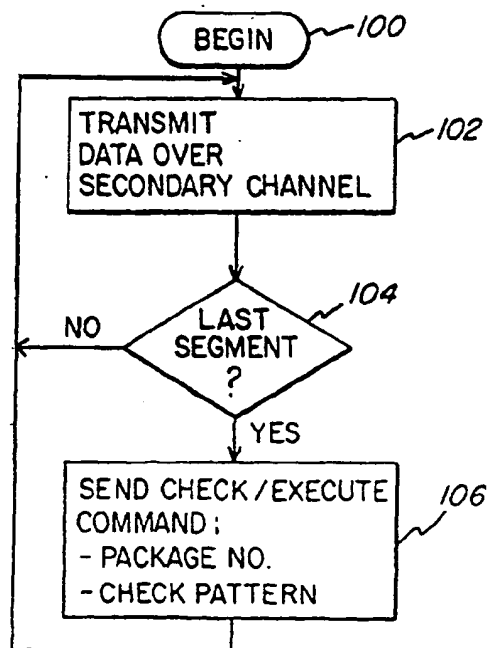 BEGIN
100
TRANSMIT
DATA OVER
SECONDARY CHANNEL
102
104
LAST
SEGMENT
?
NO
YES
SEND CHECK/EXECUTE
COMMAND:
- PACKAGE NO.
- CHECK PATTERN
106